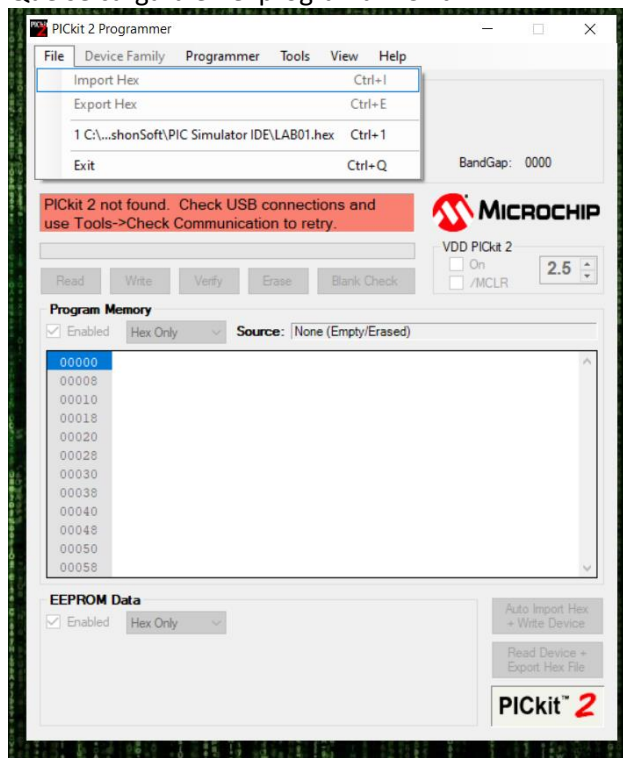 PICkit 2 Programmer
File Device Family Programmer Tools View Help
Import Hex Ctrl+I
Export Hex Ctrl+E
1 C:\...shonSoft\PIC Simulator IDE\LAB01.hex Ctrl+1
Exit Ctrl+Q
BandGap: 0000
PICkit 2 not found. Check USB connections and
use Tools->Check Communication to retry.
MICROCHIP
VDD PICkit 2
On
/MCLR
2.5
Read Write Verify Erase Blank Check
Program Memory
Enabled Hex Only Source: None (Empty/Erased)
00000
00008
00010
00018
00020
00028
00030
00038
00040
00048
00050
00058
EEPROM Data
Enabled Hex Only
Auto Import Hex
+ Write Device
Read Device +
Export Hex File
PICkit™ 2